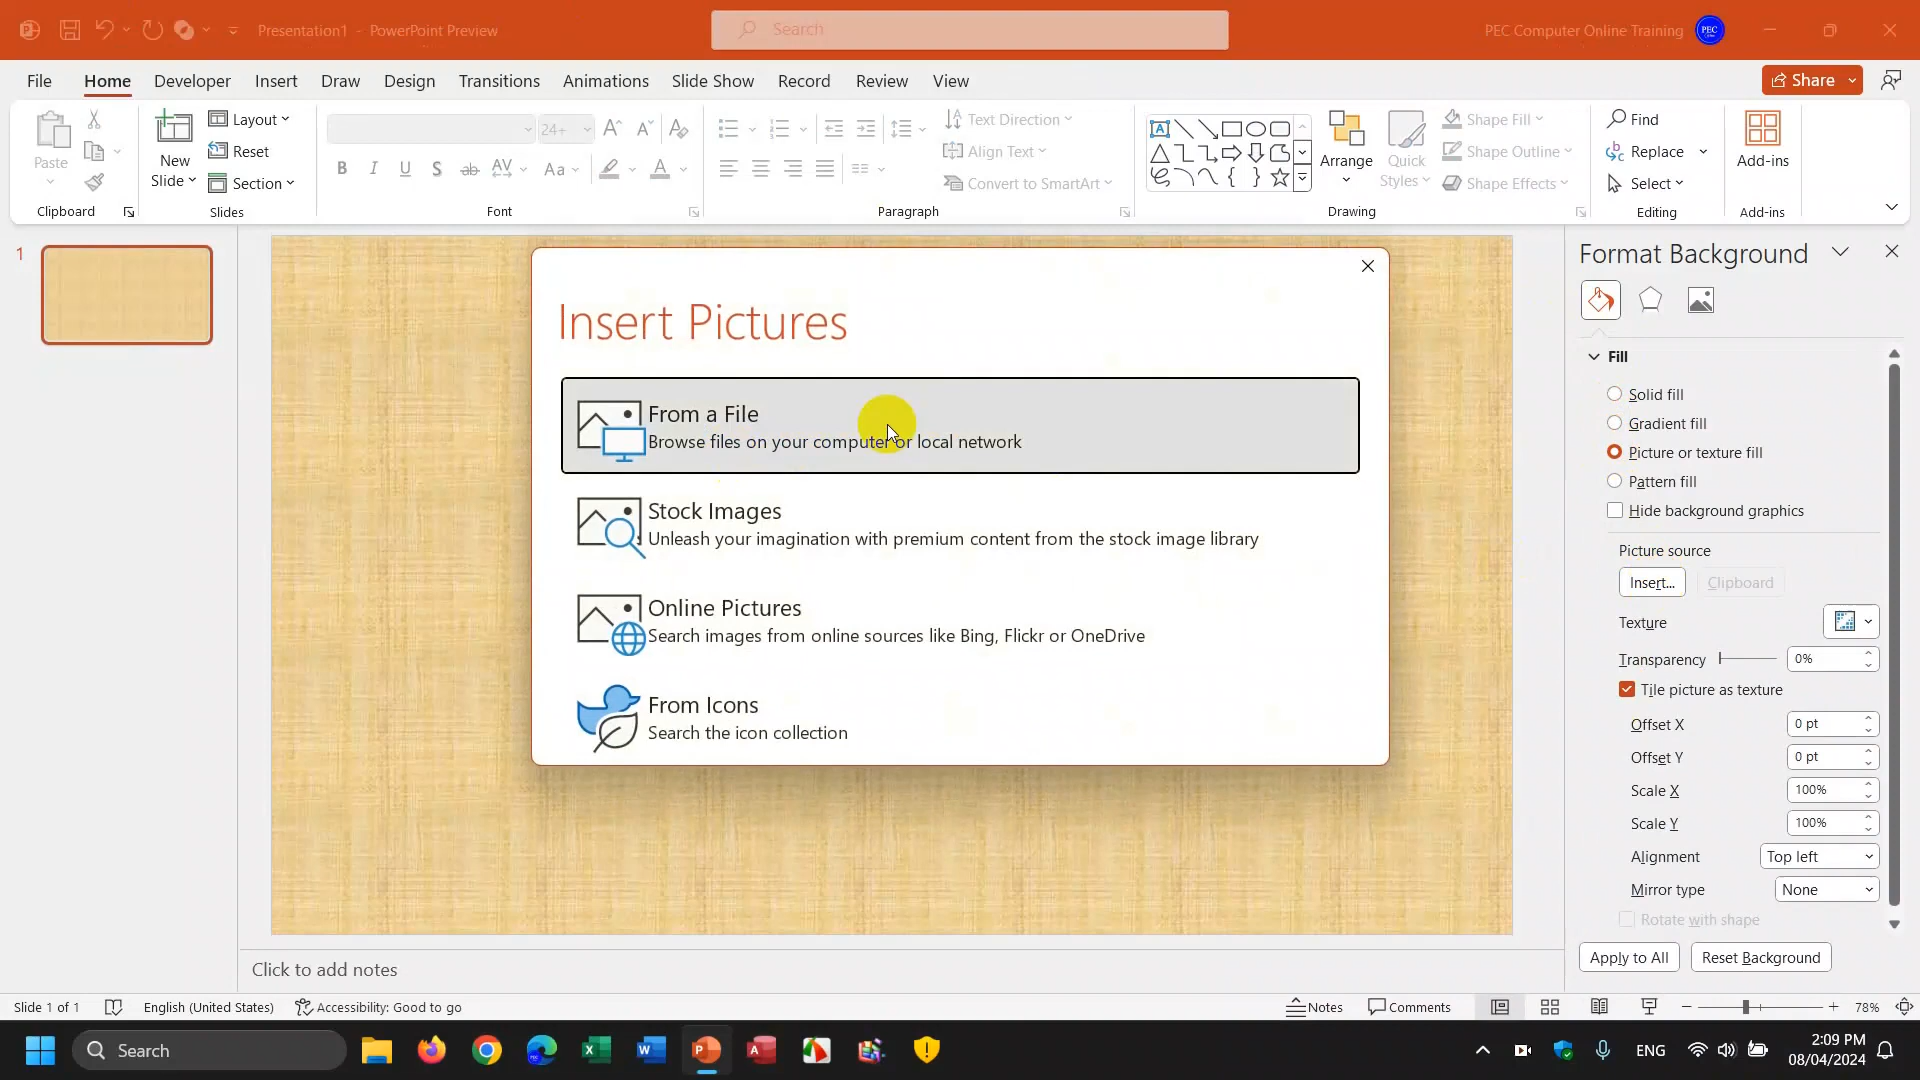 Presentation1 - PowerPoint Preview
Search
PEC Computer Online Training
PEC
File
Home
Developer
Insert
Draw
Design
Transitions
Animations
Slide Show
Record
Review
View
Share
Paste
Clipboard
New
Slide
Layout
Reset
Section
Slides
24+
Font
Text Direction
Align Text
Convert to SmartArt
Paragraph
Arrange
Quick
Styles
Shape Fill
Shape Outline
Shape Effects
Drawing
Find
Replace
Select
Editing
Add-ins
Add-ins
1
Insert Pictures
From a File
Browse files on your computer or local network
Stock Images
Unleash your imagination with premium content from the stock image library
Online Pictures
Search images from online sources like Bing, Flickr or OneDrive
From Icons
Search the icon collection
Format Background
Fill
Solid fill
Gradient fill
Picture or texture fill
Pattern fill
Hide background graphics
Picture source
Insert...
Clipboard
Texture
Transparency
0%
Tile picture as texture
Offset X
0 pt
Offset Y
0 pt
Scale X
100%
Scale Y
100%
Alignment
Top left
Mirror type
None
Rotate with shape
Apply to All
Reset Background
Click to add notes
Slide 1 of 1
English (United States)
Accessibility: Good to go
Notes
Comments
78%
Search
ENG
2:09 PM
08/04/2024